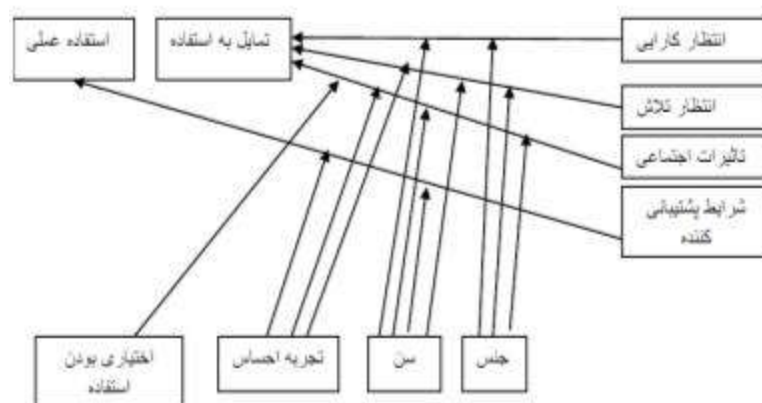 انتظار کارایی
تمایل به استفاده
استفاده عملی
انتظار تلاش
تاثیرات اجتماعی
شرایط پشتیبانی
کننده
جنس
سن
تجربه احساس
اختیاری بودن
استفاده